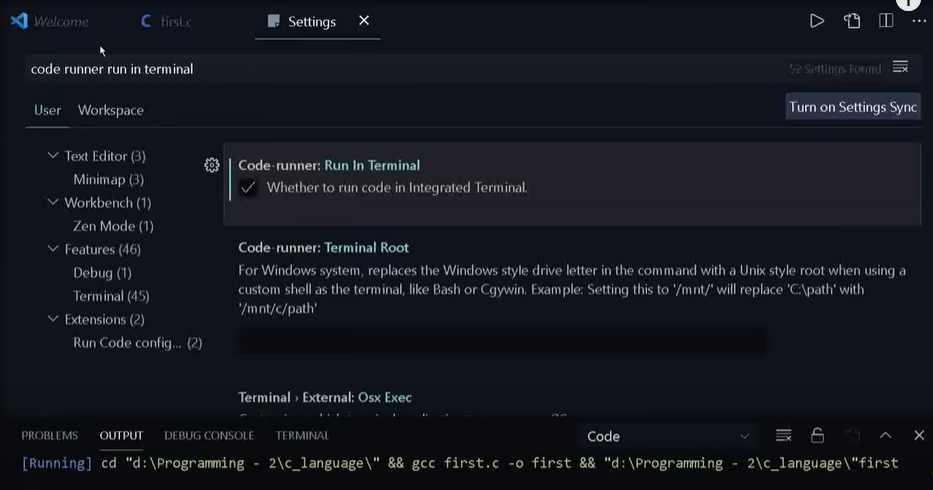 Welcome first.c Settings
code runner run in terminal 52 Settings Found
User Workspace Turn on Settings Sync
Text Editor (3)
Minimap (3)
Workbench (1)
Zen Mode (1)
Features (46)
Debug (1)
Terminal (45)
Extensions (2)
Run Code config... (2)
Code-runner: Run In Terminal
Whether to run code in Integrated Terminal.
Code-runner: Terminal Root
For Windows system, replaces the Windows style drive letter in the command with a Unix style root when using a
custom shell as the terminal, like Bash or Cgywin. Example: Setting this to '/mnt/' will replace 'C:\path' with
'/mnt/c/path'
Terminal › External: Osx Exec
PROBLEMS OUTPUT DEBUG CONSOLE TERMINAL Code
[Running] cd "d:\Programming - 2\c_language\" && gcc first.c -o first && "d:\Programming - 2\c_language\"first